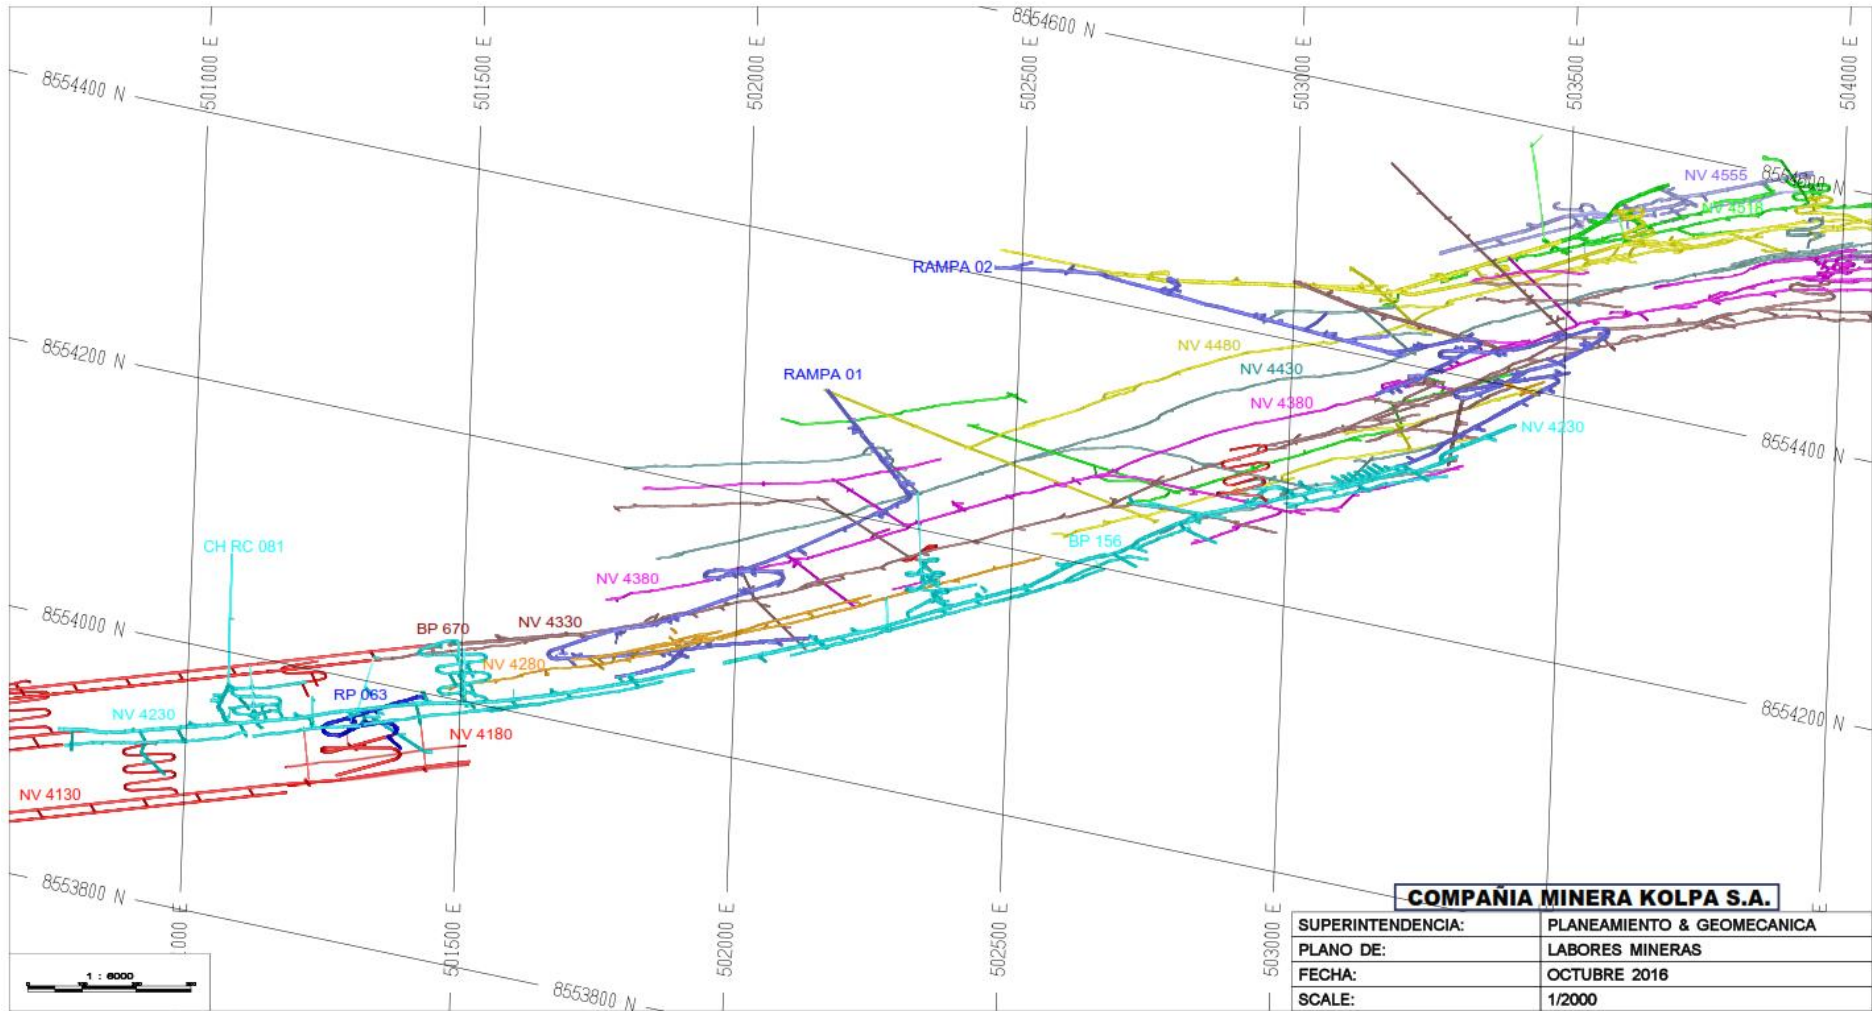 8554600 N
501000 E
501500 E
502000 E
502500 E
503000 E
503500 E
504000 E
8554400 N
NV 4555
8554600 N
NV 4518
RAMPA 02
8554200 N
NV 4480
NV 4430
RAMPA 01
NV 4380
NV 4230
8554400 N
CH RC 081
BP 156
NV 4380
8554000 N
BP 670
NV 4330
NV 4280
RP 063
NV 4230
8554200 N
NV 4180
NV 4130
8553800 N
501500 E
502000 E
502500 E
503000 E
8553800 N
1 : 6000
COMPAÑIA MINERA KOLPA S.A.
SUPERINTENDENCIA: PLANEAMIENTO & GEOMECANICA
PLANO DE: LABORES MINERAS
FECHA: OCTUBRE 2016
SCALE: 1/2000